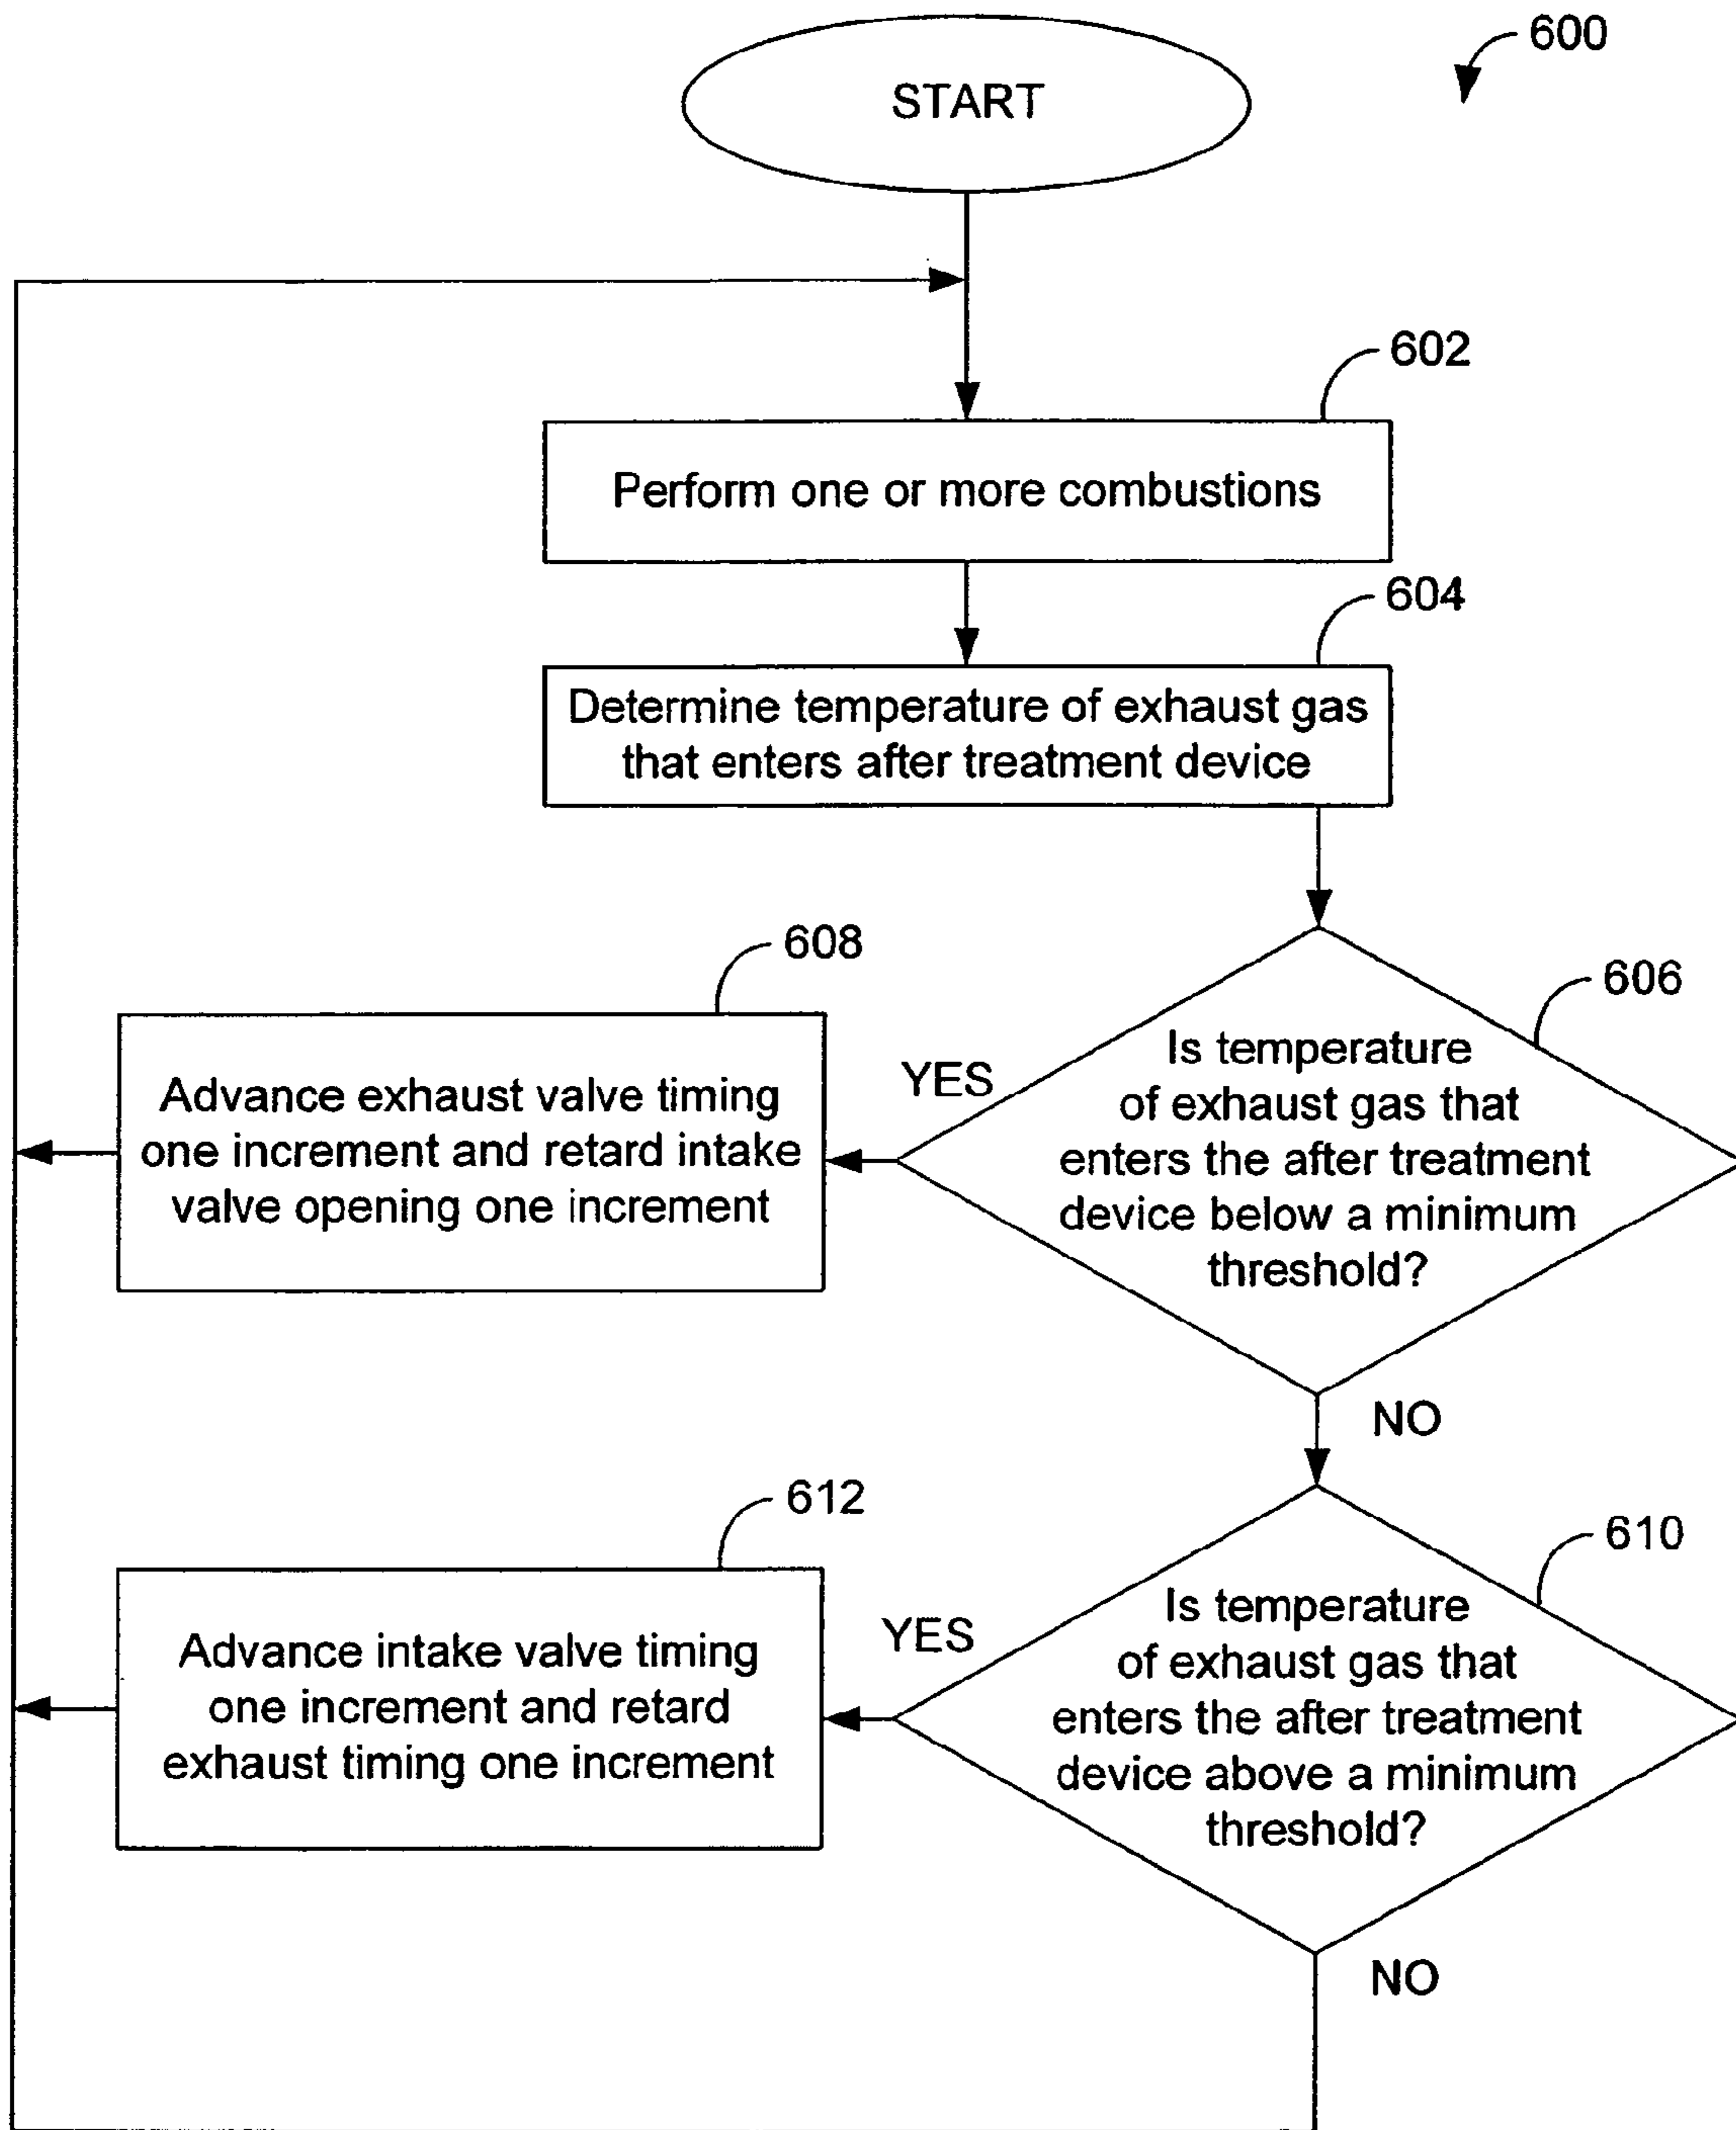 600
START
602
Perform one or more combustions
604
Determine temperature of exhaust gas
that enters after treatment device
606
Is temperature
of exhaust gas that
enters the after treatment
device below a minimum
threshold?
YES
608
Advance exhaust valve timing
one increment and retard intake
valve opening one increment
NO
610
Is temperature
of exhaust gas that
enters the after treatment
device above a minimum
threshold?
YES
612
Advance intake valve timing
one increment and retard
exhaust timing one increment
NO